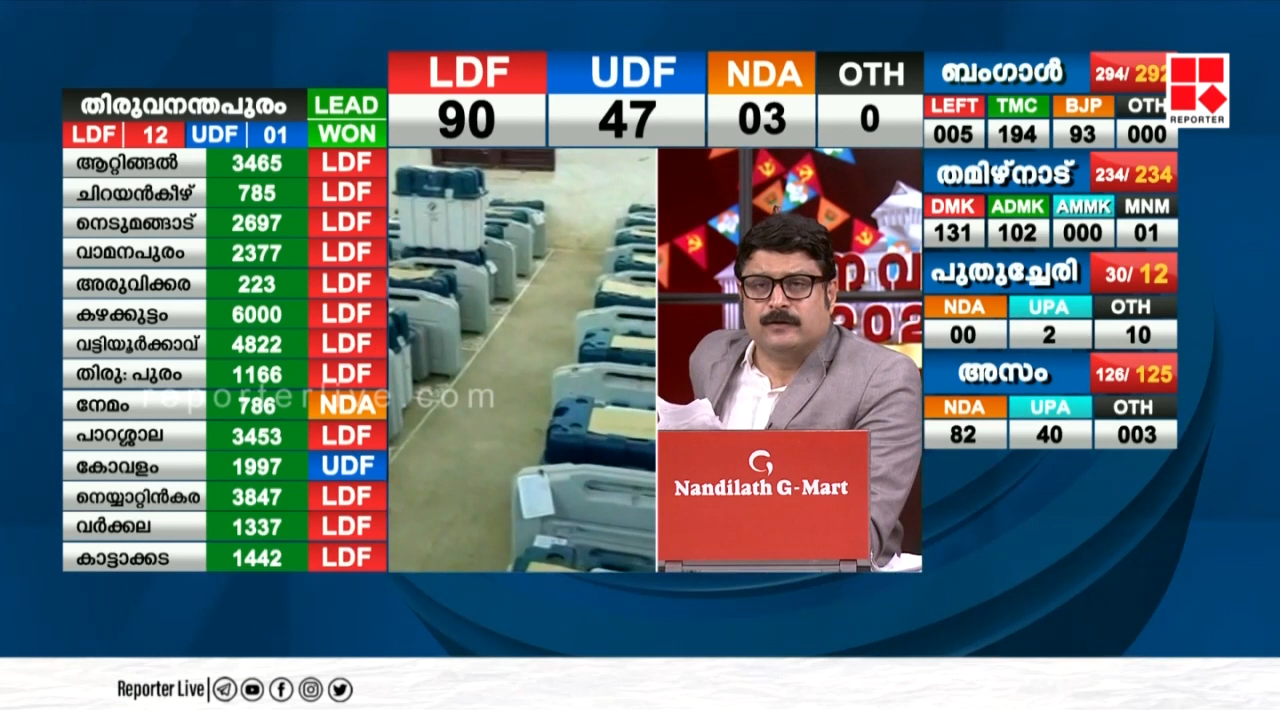 തിരുവനന്തപുരം LEAD
LDF 12 UDF 01 WON
ആറ്റിങ്ങൽ 3465 LDF
ചിറയൻകീഴ് 785 LDF
നെടുമങ്ങാട് 2697 LDF
വാമനപുരം 2377 LDF
അരുവിക്കര 223 LDF
കഴക്കൂട്ടം 6000 LDF
വട്ടിയൂർക്കാവ് 4822 LDF
തിരു: പുരം 1166 LDF
നേമം 786 NDA
പാറശ്ശാല 3453 LDF
കോവളം 1997 UDF
നെയ്യാറ്റിൻകര 3847 LDF
വർക്കല 1337 LDF
കാട്ടാക്കട 1442 LDF
LDF UDF NDA OTH
90 47 03 0
reporterlive.com
Nandilath G-Mart
ബംഗാൾ 294/ 292
LEFT TMC BJP OTH
005 194 93 000
തമിഴ്നാട് 234/ 234
DMK ADMK AMMK MNM
131 102 000 01
പുതുച്ചേരി 30/ 12
NDA UPA OTH
00 2 10
അസം 126/ 125
NDA UPA OTH
82 40 003
REPORTER
Reporter Live